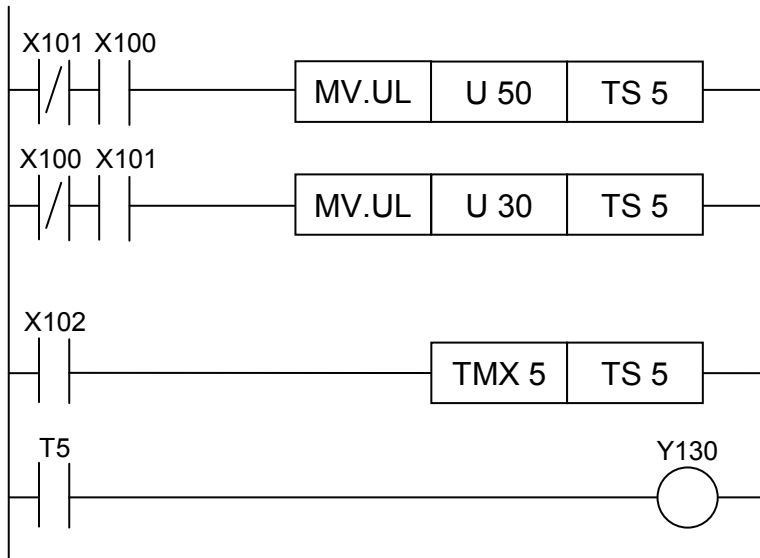 X101 X100
MV.UL U 50 TS 5
X100 X101
MV.UL U 30 TS 5
X102
TMX 5 TS 5
T5 Y130